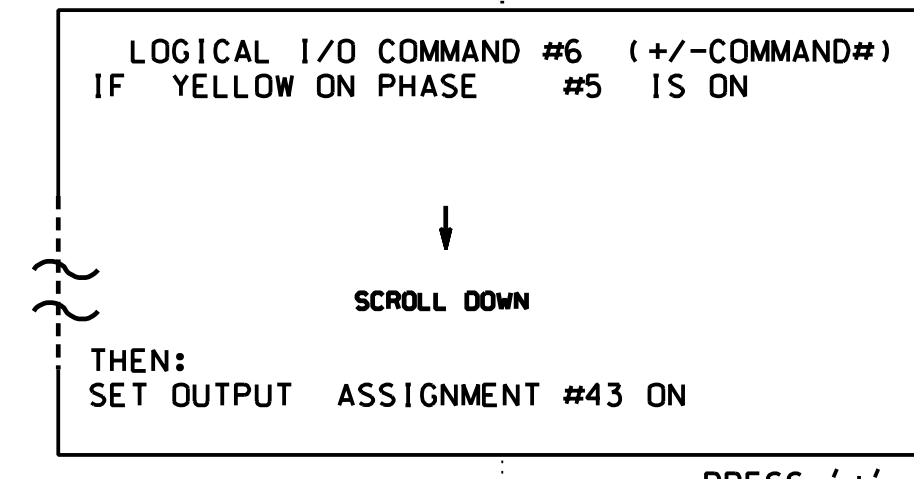 LOGICAL I/O COMMAND #6 (+/-COMMAND#)
IF YELLOW ON PHASE #5 IS ON
SCROLL DOWN
THEN:
SET OUTPUT ASSIGNMENT #43 ON